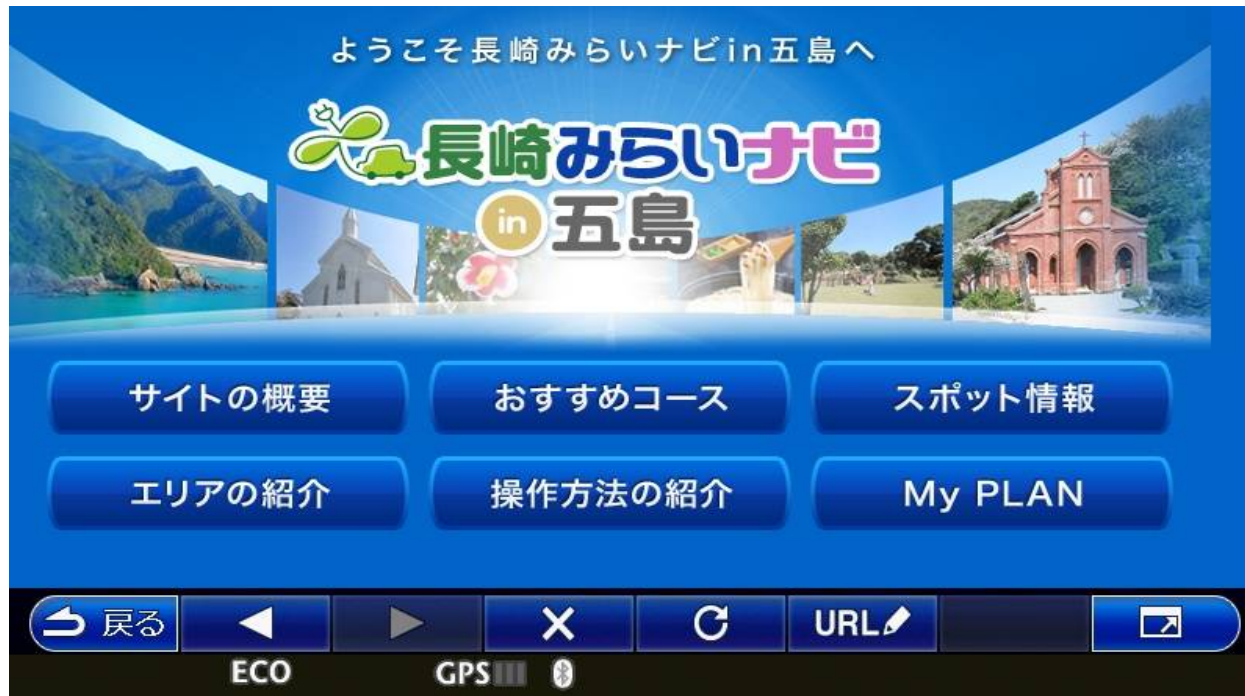 ようこそ長崎みらいナビin五島へ
長崎みらいナビ
in 五島
サイトの概要
おすすめコース
スポット情報
エリアの紹介
操作方法の紹介
My PLAN
戻る
URL
ECO
GPS